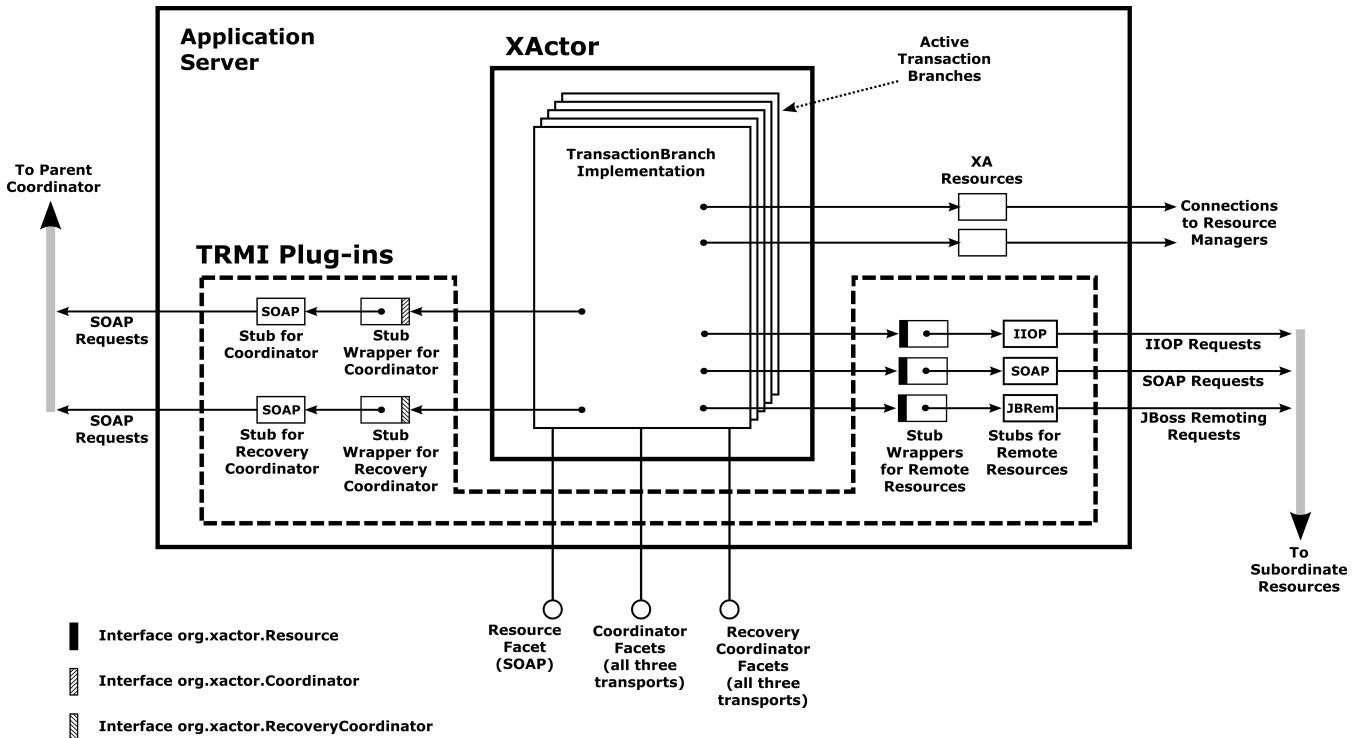 Application
Server
XActor
Active
Transaction
Branches
TransactionBranch
Implementation
To Parent
Coordinator
XA
Resources
Connections
to Resource
Managers
TRMI Plug-ins
SOAP
Requests
SOAP
Stub for
Coordinator
Stub
Wrapper for
Coordinator
SOAP
Requests
SOAP
Stub for
Recovery
Coordinator
Stub
Wrapper for
Recovery
Coordinator
IIOP
IIOP Requests
SOAP
SOAP Requests
JBRem
JBoss Remoting
Requests
Stub
Wrappers
for Remote
Resources
Stubs for
Remote
Resources
To
Subordinate
Resources
Resource
Facet
(SOAP)
Coordinator
Facets
(all three
transports)
Recovery
Coordinator
Facets
(all three
transports)
Interface org.xactor.Resource
Interface org.xactor.Coordinator
Interface org.xactor.RecoveryCoordinator